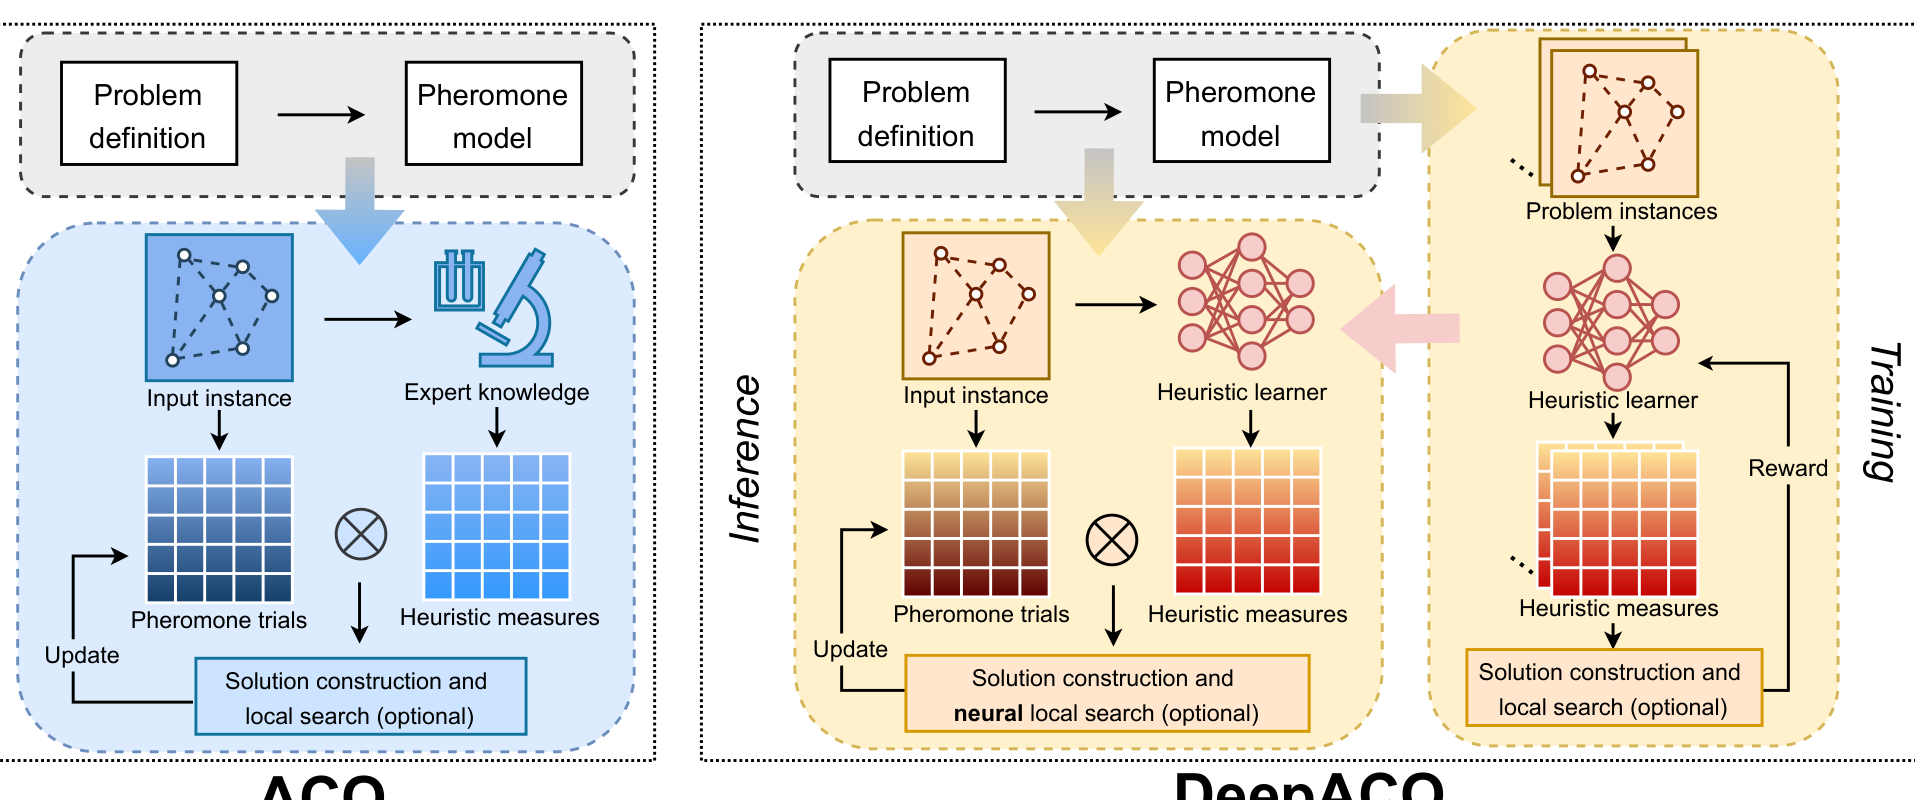 Problem
definition
Pheromone
model
Input instance
Expert knowledge
Pheromone trials
Heuristic measures
Update
Solution construction and
local search (optional)
ACO
Inference
Problem
definition
Pheromone
model
Input instance
Heuristic learner
Pheromone trials
Heuristic measures
Update
Solution construction and
neural local search (optional)
Problem instances
Heuristic learner
Reward
Heuristic measures
Solution construction and
local search (optional)
Training
DeepACO